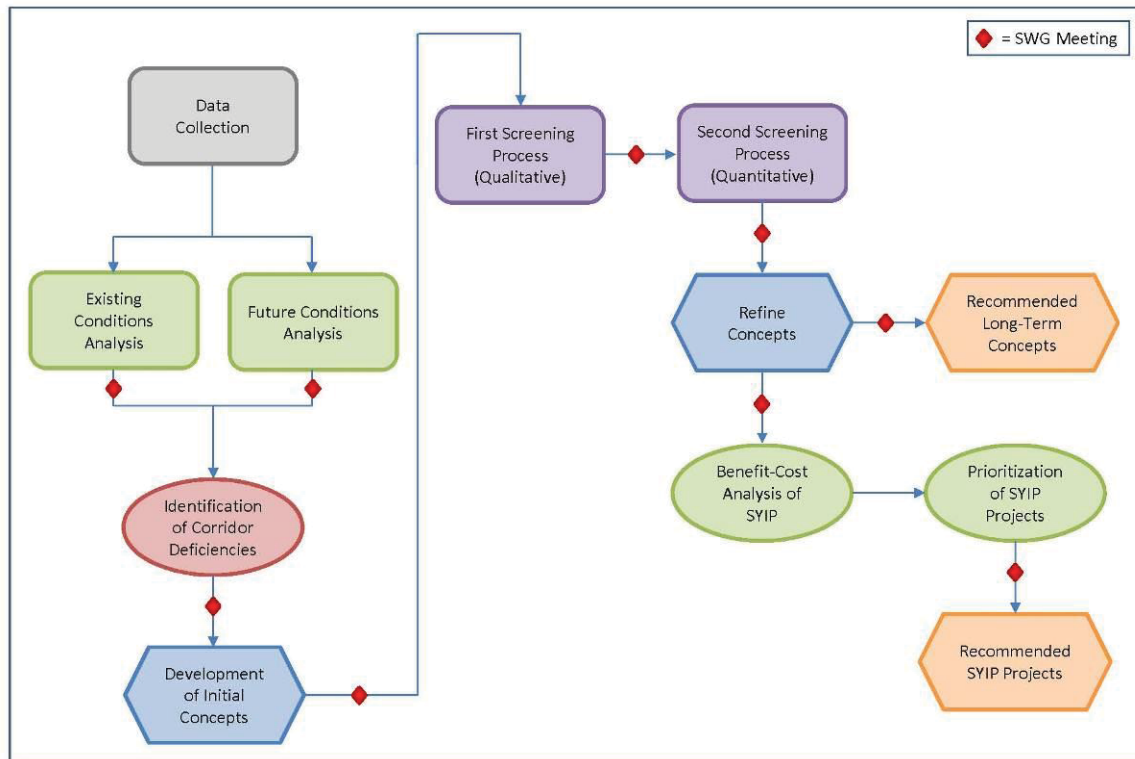 = SWG Meeting
Data
Collection
Existing
Conditions
Analysis
Future Conditions
Analysis
Identification
of Corridor
Deficiencies
Development
of Initial
Concepts
First Screening
Process
(Qualitative)
Second Screening
Process
(Quantitative)
Refine
Concepts
Recommended
Long-Term
Concepts
Benefit-Cost
Analysis of
SYIP
Prioritization
of SYIP
Projects
Recommended
SYIP Projects